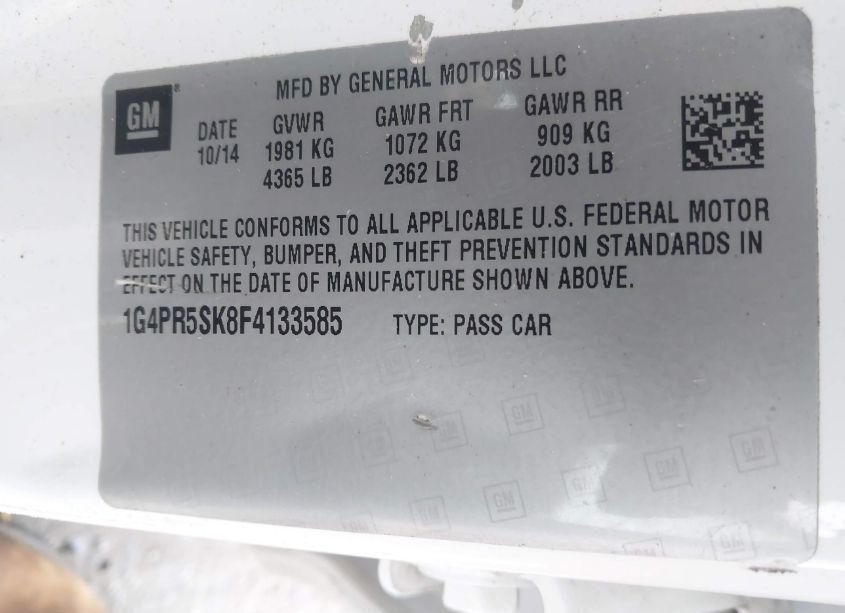 MFD BY GENERAL MOTORS LLC
GM
DATE GVWR GAWR FRT GAWR RR
10/14 1981 KG 1072 KG 909 KG
4365 LB 2362 LB 2003 LB
THIS VEHICLE CONFORMS TO ALL APPLICABLE U.S. FEDERAL MOTOR
VEHICLE SAFETY, BUMPER, AND THEFT PREVENTION STANDARDS IN
EFFECT ON THE DATE OF MANUFACTURE SHOWN ABOVE.
1G4PR5SK8F4133585 TYPE: PASS CAR